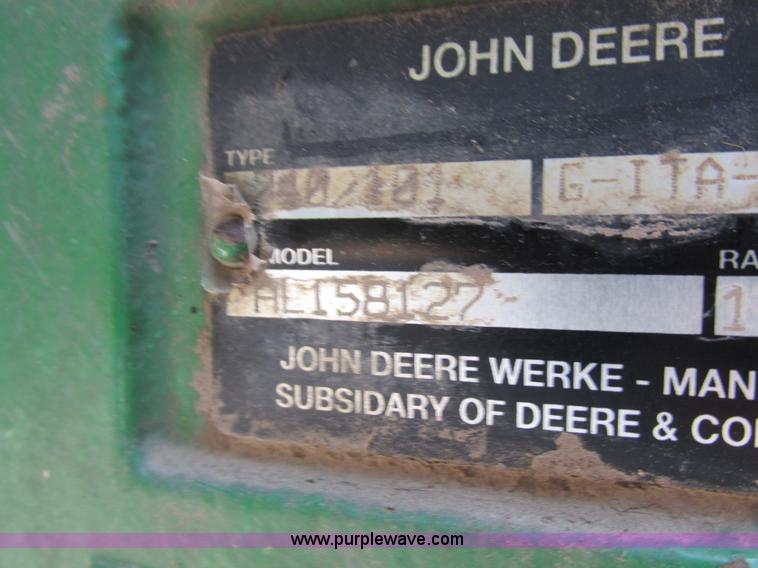 JOHN DEERE
TYPE
G-ITA-
MODEL
AL158127
JOHN DEERE WERKE - MAN
SUBSIDARY OF DEERE & CO
www.purplewave.com